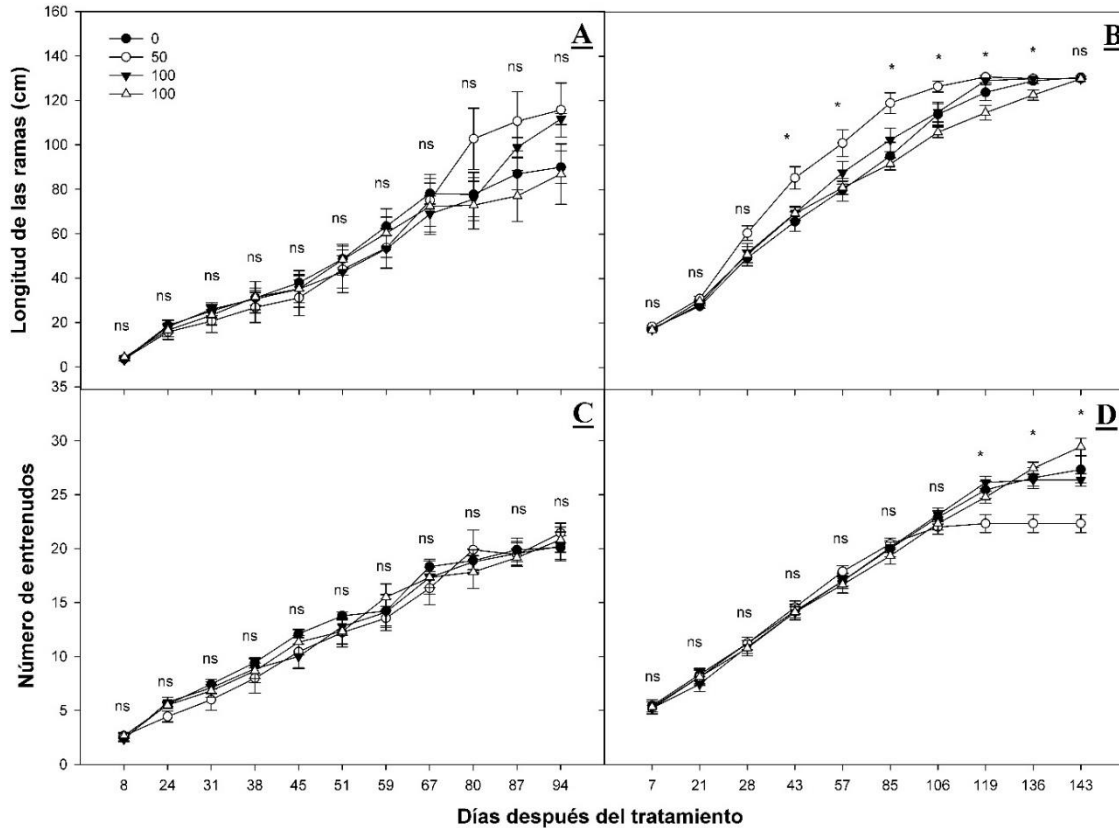 160
140
120
100
80
60
40
20
0
35
30
25
20
15
10
5
0
Longitud de las ramas (cm)
Número de entrenudos
0
50
100
100
A
ns ns ns ns ns ns ns ns ns ns ns
B
ns ns ns * * * * * * ns
C
ns ns ns ns ns ns ns ns ns ns ns
D
ns ns ns ns ns ns ns * * *
8 24 31 38 45 51 59 67 80 87 94
7 21 28 43 57 85 106 119 136 143
Días después del tratamiento